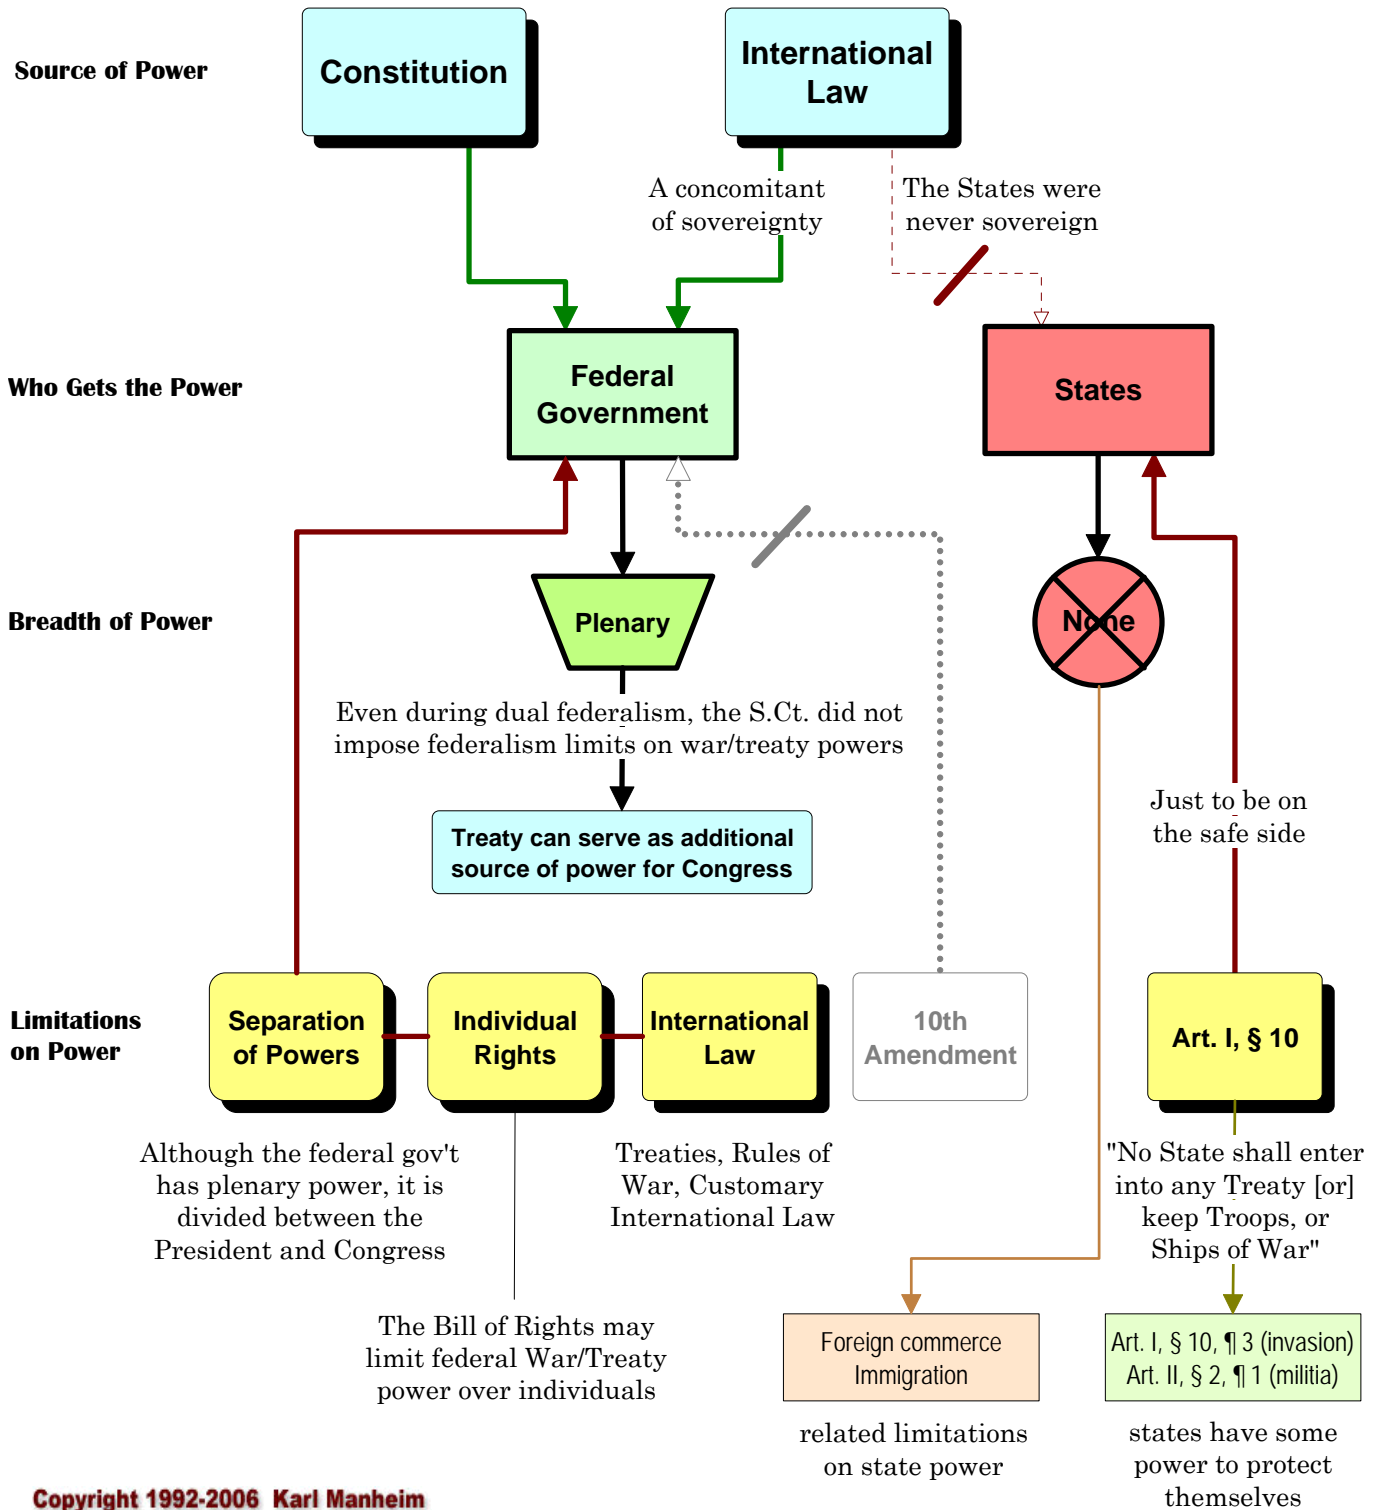 Source of Power
Constitution
International
Law
A concomitant
of sovereignty
The States were
never sovereign
Who Gets the Power
Federal
Government
States
Breadth of Power
Plenary
None
Even during dual federalism, the S.Ct. did not
impose federalism limits on war/treaty powers
Just to be on
the safe side
Treaty can serve as additional
source of power for Congress
Limitations
on Power
Separation
of Powers
Individual
Rights
International
Law
10th
Amendment
Art. I, § 10
Although the federal gov't
has plenary power, it is
divided between the
President and Congress
Treaties, Rules of
War, Customary
International Law
"No State shall enter
into any Treaty [or]
keep Troops, or
Ships of War"
The Bill of Rights may
limit federal War/Treaty
power over individuals
Foreign commerce
Immigration
Art. I, § 10, ¶ 3 (invasion)
Art. II, § 2, ¶ 1 (militia)
related limitations
on state power
states have some
power to protect
themselves
Copyright 1992-2006 Karl Manheim